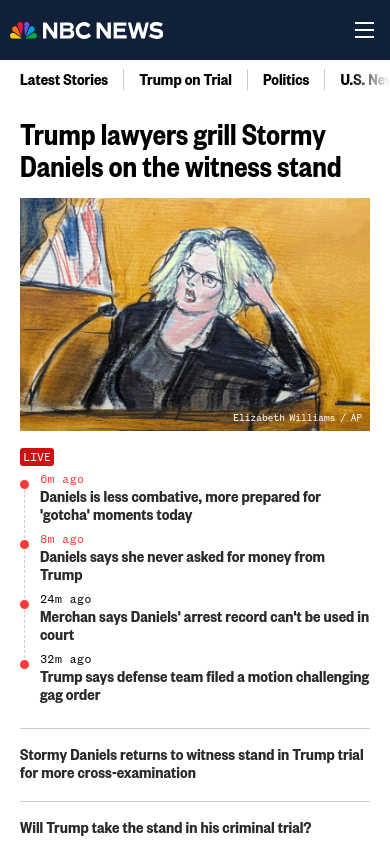 NBC NEWS
Latest Stories
Trump on Trial
Politics
U.S. Ne
Trump lawyers grill Stormy
Daniels on the witness stand
Elizabeth Williams / AP
LIVE
6m ago
Daniels is less combative, more prepared for
'gotcha' moments today
8m ago
Daniels says she never asked for money from
Trump
24m ago
Merchan says Daniels' arrest record can't be used in
court
32m ago
Trump says defense team filed a motion challenging
gag order
Stormy Daniels returns to witness stand in Trump trial
for more cross-examination
Will Trump take the stand in his criminal trial?